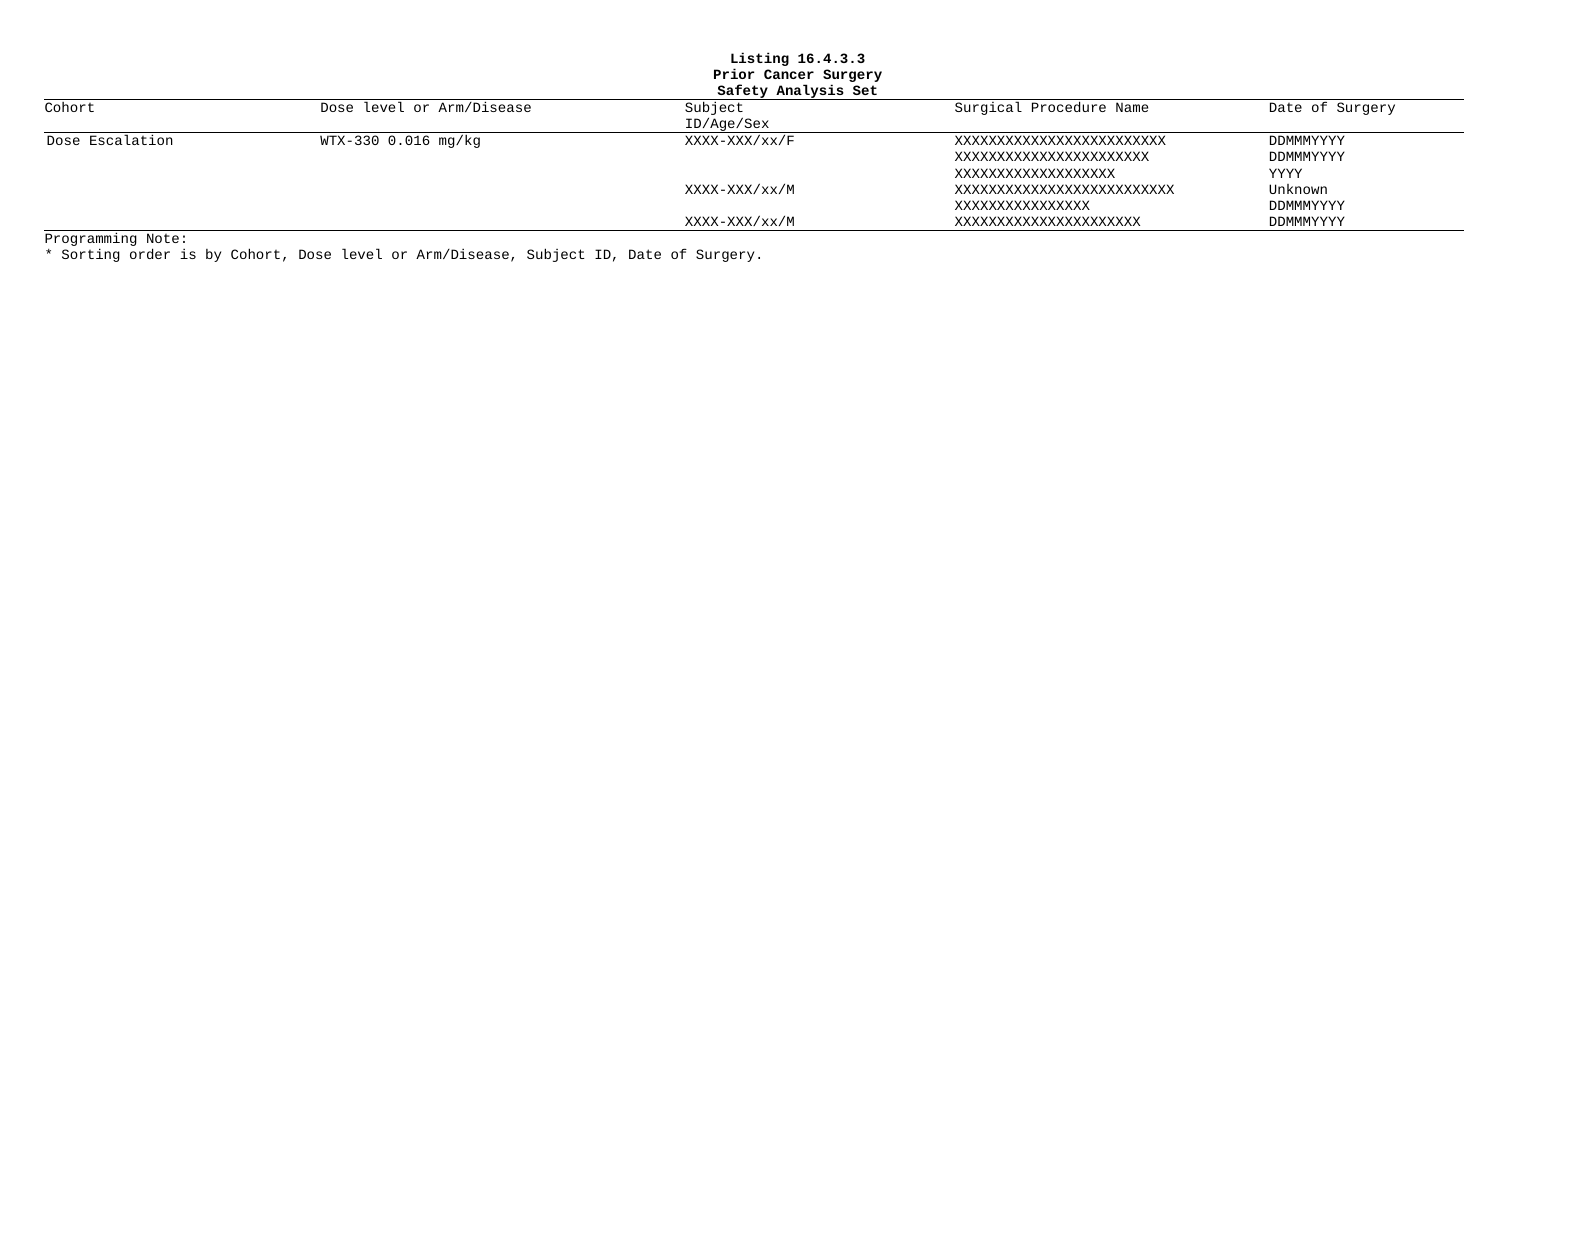 Listing 16.4.3.3
Prior Cancer Surgery
Safety Analysis Set
Cohort Dose level or Arm/Disease Subject ID/Age/Sex Surgical Procedure Name Date of Surgery
Dose Escalation WTX-330 0.016 mg/kg XXXX-XXX/xx/F XXXXXXXXXXXXXXXXXXXXXXXXX DDMMMYYYY
XXXXXXXXXXXXXXXXXXXXXXX DDMMMYYYY
XXXXXXXXXXXXXXXXXXX YYYY
XXXX-XXX/xx/M XXXXXXXXXXXXXXXXXXXXXXXXXX Unknown
XXXXXXXXXXXXXXXX DDMMMYYYY
XXXX-XXX/xx/M XXXXXXXXXXXXXXXXXXXXXX DDMMMYYYY
Programming Note:
* Sorting order is by Cohort, Dose level or Arm/Disease, Subject ID, Date of Surgery.